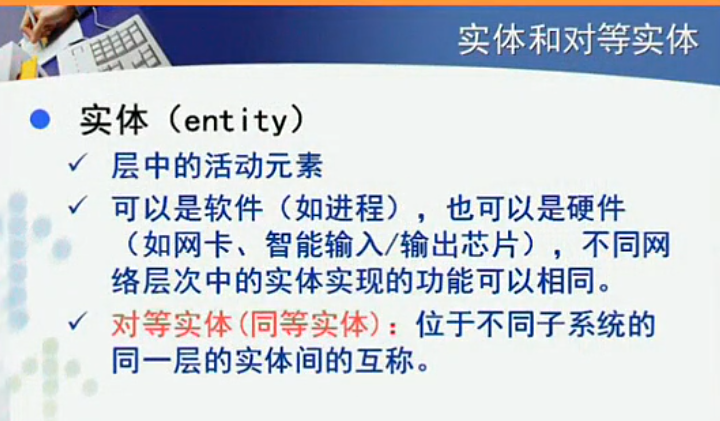 实体和对等实体
实体（entity）
层中的活动元素
可以是软件（如进程），也可以是硬件
（如网卡、智能输入/输出芯片），不同网
络层次中的实体实现的功能可以相同。
对等实体(同等实体)：位于不同子系统的
同一层的实体间的互称。